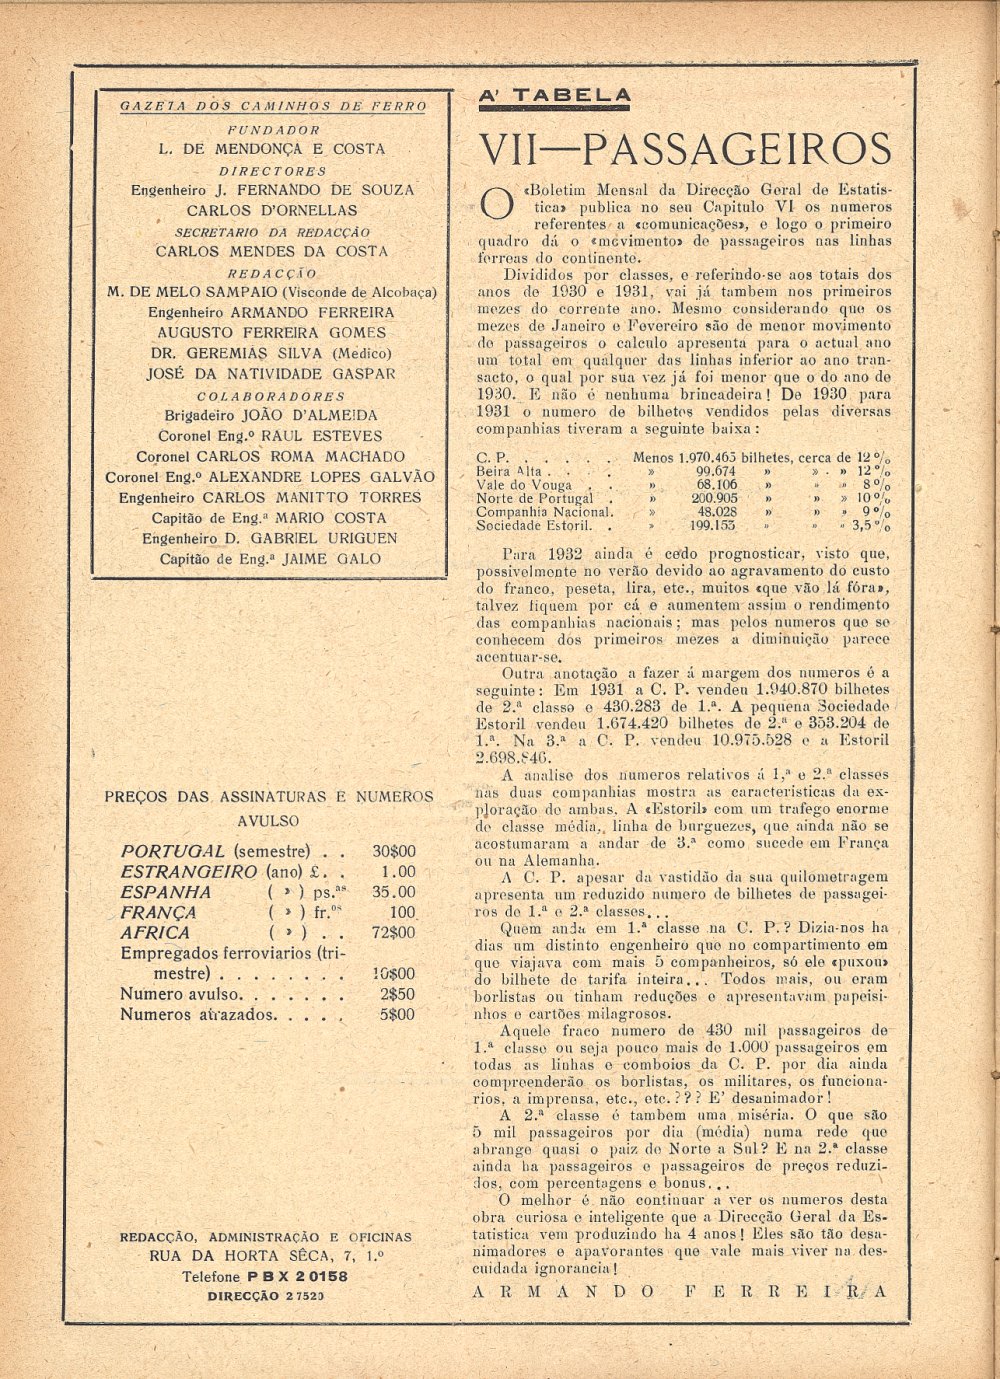 GAZETA DOS CAMINHOS DE FERRO
FUNDADOR
L. DE MENDONÇA E COSTA
DIRECTORES
Engenheiro J. FERNANDO DE SOUZA
CARLOS D'ORNELLAS
SECRETARIO DA REDACÇÃO
CARLOS MENDES DA COSTA
REDACÇÃO
M. DE MELO SAMPAIO (Visconde de Alcobaça)
Engenheiro ARMANDO FERREIRA
AUGUSTO FERREIRA GOMES
DR. GEREMIAS SILVA (Medico)
JOSÉ DA NATIVIDADE GASPAR
COLABORADORES
Brigadeiro JOÃO D'ALMEIDA
Coronel Eng.º RAUL ESTEVES
Coronel CARLOS ROMA MACHADO
Coronel Eng.º ALEXANDRE LOPES GALVÃO
Engenheiro CARLOS MANITTO TORRES
Capitão de Eng.ª MARIO COSTA
Engenheiro D. GABRIEL URIGUEN
Capitão de Eng.ª JAIME GALO
PREÇOS DAS ASSINATURAS E NUMEROS
AVULSO
PORTUGAL (semestre) . . 30$00
ESTRANGEIRO (ano) £. . 1.00
ESPANHA ( » ) ps.as 35.00
FRANÇA ( » ) fr.os 100
AFRICA ( » ) . . 72$00
Empregados ferroviarios (tri-
mestre) . . . . . . . . 10$00
Numero avulso. . . . . . . 2$50
Numeros atrazados. . . . . 5$00
REDACÇÃO, ADMINISTRAÇÃO E OFICINAS
RUA DA HORTA SÊCA, 7, 1.º
Telefone PBX 20158
DIRECÇÃO 27520
A' TABELA
VII—PASSAGEIROS
O «Boletim Mensal da Direcção Geral de Estatis-
tica» publica no seu Capitulo VI os numeros
referentes a «comunicações», e logo o primeiro
quadro dá o «movimento» de passageiros nas linhas
ferreas do continente.
Divididos por classes, e referindo-se aos totais dos
anos de 1930 e 1931, vai já tambem nos primeiros
mezes do corrente ano. Mesmo considerando que os
mezes de Janeiro e Fevereiro são de menor movimento
de passageiros o calculo apresenta para o actual ano
um total em qualquer das linhas inferior ao ano tran-
sacto, o qual por sua vez já foi menor que o do ano de
1930. E não é nenhuma brincadeira! De 1930 para
1931 o numero de bilhetes vendidos pelas diversas
companhias tiveram a seguinte baixa:
C. P. . . . . . Menos 1.970.465 bilhetes, cerca de 12 %
Beira Alta . . . » 99.674 » » » 12 %
Vale do Vouga . . » 68.106 » » » 8 %
Norte de Portugal . » 200.905 » » » 10 %
Companhia Nacional. » 48.028 » » » 9 %
Sociedade Estoril. . » 199.153 » » » 3,5 %
Para 1932 ainda é cedo prognosticar, visto que,
possivelmente no verão devido ao agravamento do custo
do franco, peseta, lira, etc., muitos «que vão lá fóra»,
talvez fiquem por cá e aumentem assim o rendimento
das companhias nacionais; mas pelos numeros que se
conhecem dos primeiros mezes a diminuição parece
acentuar-se.
Outra anotação a fazer á margem dos numeros é a
seguinte: Em 1931 a C. P. vendeu 1.940.870 bilhetes
de 2.ª classe e 430.283 de 1.ª. A pequena Sociedade
Estoril vendeu 1.674.420 bilhetes de 2.ª e 353.204 de
1.ª. Na 3.ª a C. P. vendeu 10.975.528 e a Estoril
2.698.846.
A analise dos numeros relativos á 1,ª e 2.ª classes
nas duas companhias mostra as caracteristicas da ex-
ploração de ambas. A «Estoril» com um trafego enorme
de classe média, linha de burguezes, que ainda não se
acostumaram a andar de 3.ª como sucede em França
ou na Alemanha.
A C. P. apesar da vastidão da sua quilometragem
apresenta um reduzido numero de bilhetes de passagei-
ros de 1.ª e 2.ª classes...
Quem anda em 1.ª classe na C. P.? Dizia-nos ha
dias um distinto engenheiro que no compartimento em
que viajava com mais 5 companheiros, só ele «puxou»
do bilhete de tarifa inteira... Todos mais, ou eram
borlistas ou tinham reduções e apresentavam papeisi-
nhos e cartões milagrosos.
Aquele fraco numero de 430 mil passageiros de
1.ª classe ou seja pouco mais de 1.000 passageiros em
todas as linhas e comboios da C. P. por dia ainda
compreenderão os borlistas, os militares, os funciona-
rios, a imprensa, etc., etc.??? E' desanimador!
A 2.ª classe é tambem uma miséria. O que são
5 mil passageiros por dia (média) numa rede que
abrange quasi o paiz de Norte a Sul? E na 2.ª classe
ainda ha passageiros e passageiros de preços reduzi-
dos, com percentagens e bonus...
O melhor é não continuar a ver os numeros desta
obra curiosa e inteligente que a Direcção Geral da Es-
tatistica vem produzindo ha 4 anos! Eles são tão desa-
nimadores e apavorantes que vale mais viver na des-
cuidada ignorancia!
ARMANDO FERREIRA